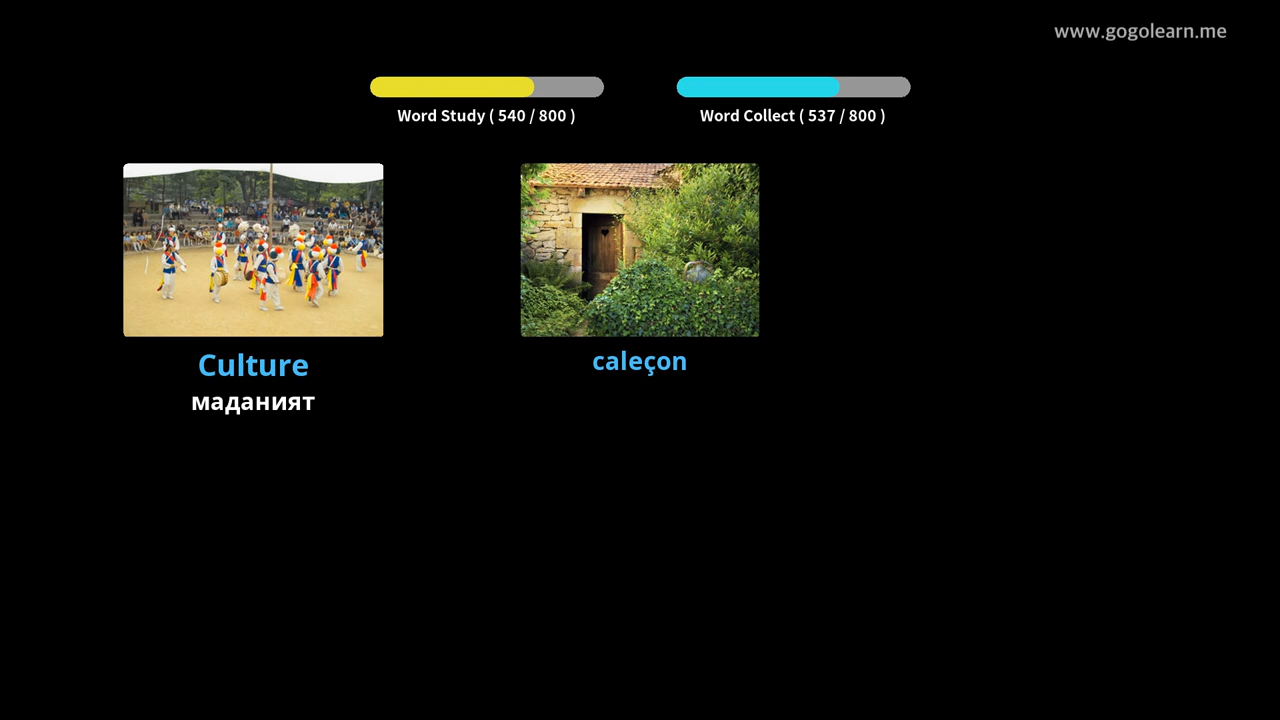 www.gogolearn.me
Word Study ( 540 / 800 )
Word Collect ( 537 / 800 )
Culture
маданият
caleçon